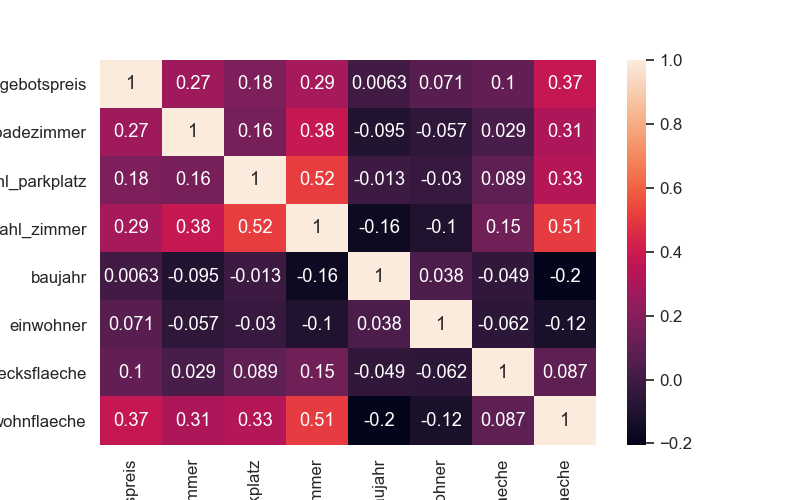 gebotspreis 1 0.27 0.18 0.29 0.0063 0.071 0.1 0.37
badezimmer 0.27 1 0.16 0.38 -0.095 -0.057 0.029 0.31
hl_parkplatz 0.18 0.16 1 0.52 -0.013 -0.03 0.089 0.33
ahl_zimmer 0.29 0.38 0.52 1 -0.16 -0.1 0.15 0.51
baujahr 0.0063 -0.095 -0.013 -0.16 1 0.038 -0.049 -0.2
einwohner 0.071 -0.057 -0.03 -0.1 0.038 1 -0.062 -0.12
ecksflaeche 0.1 0.029 0.089 0.15 -0.049 -0.062 1 0.087
wohnflaeche 0.37 0.31 0.33 0.51 -0.2 -0.12 0.087 1
spreis
mmer
kplatz
mmer
ujahr
ohner
aeche
aeche
1.0
0.8
0.6
0.4
0.2
0.0
−0.2